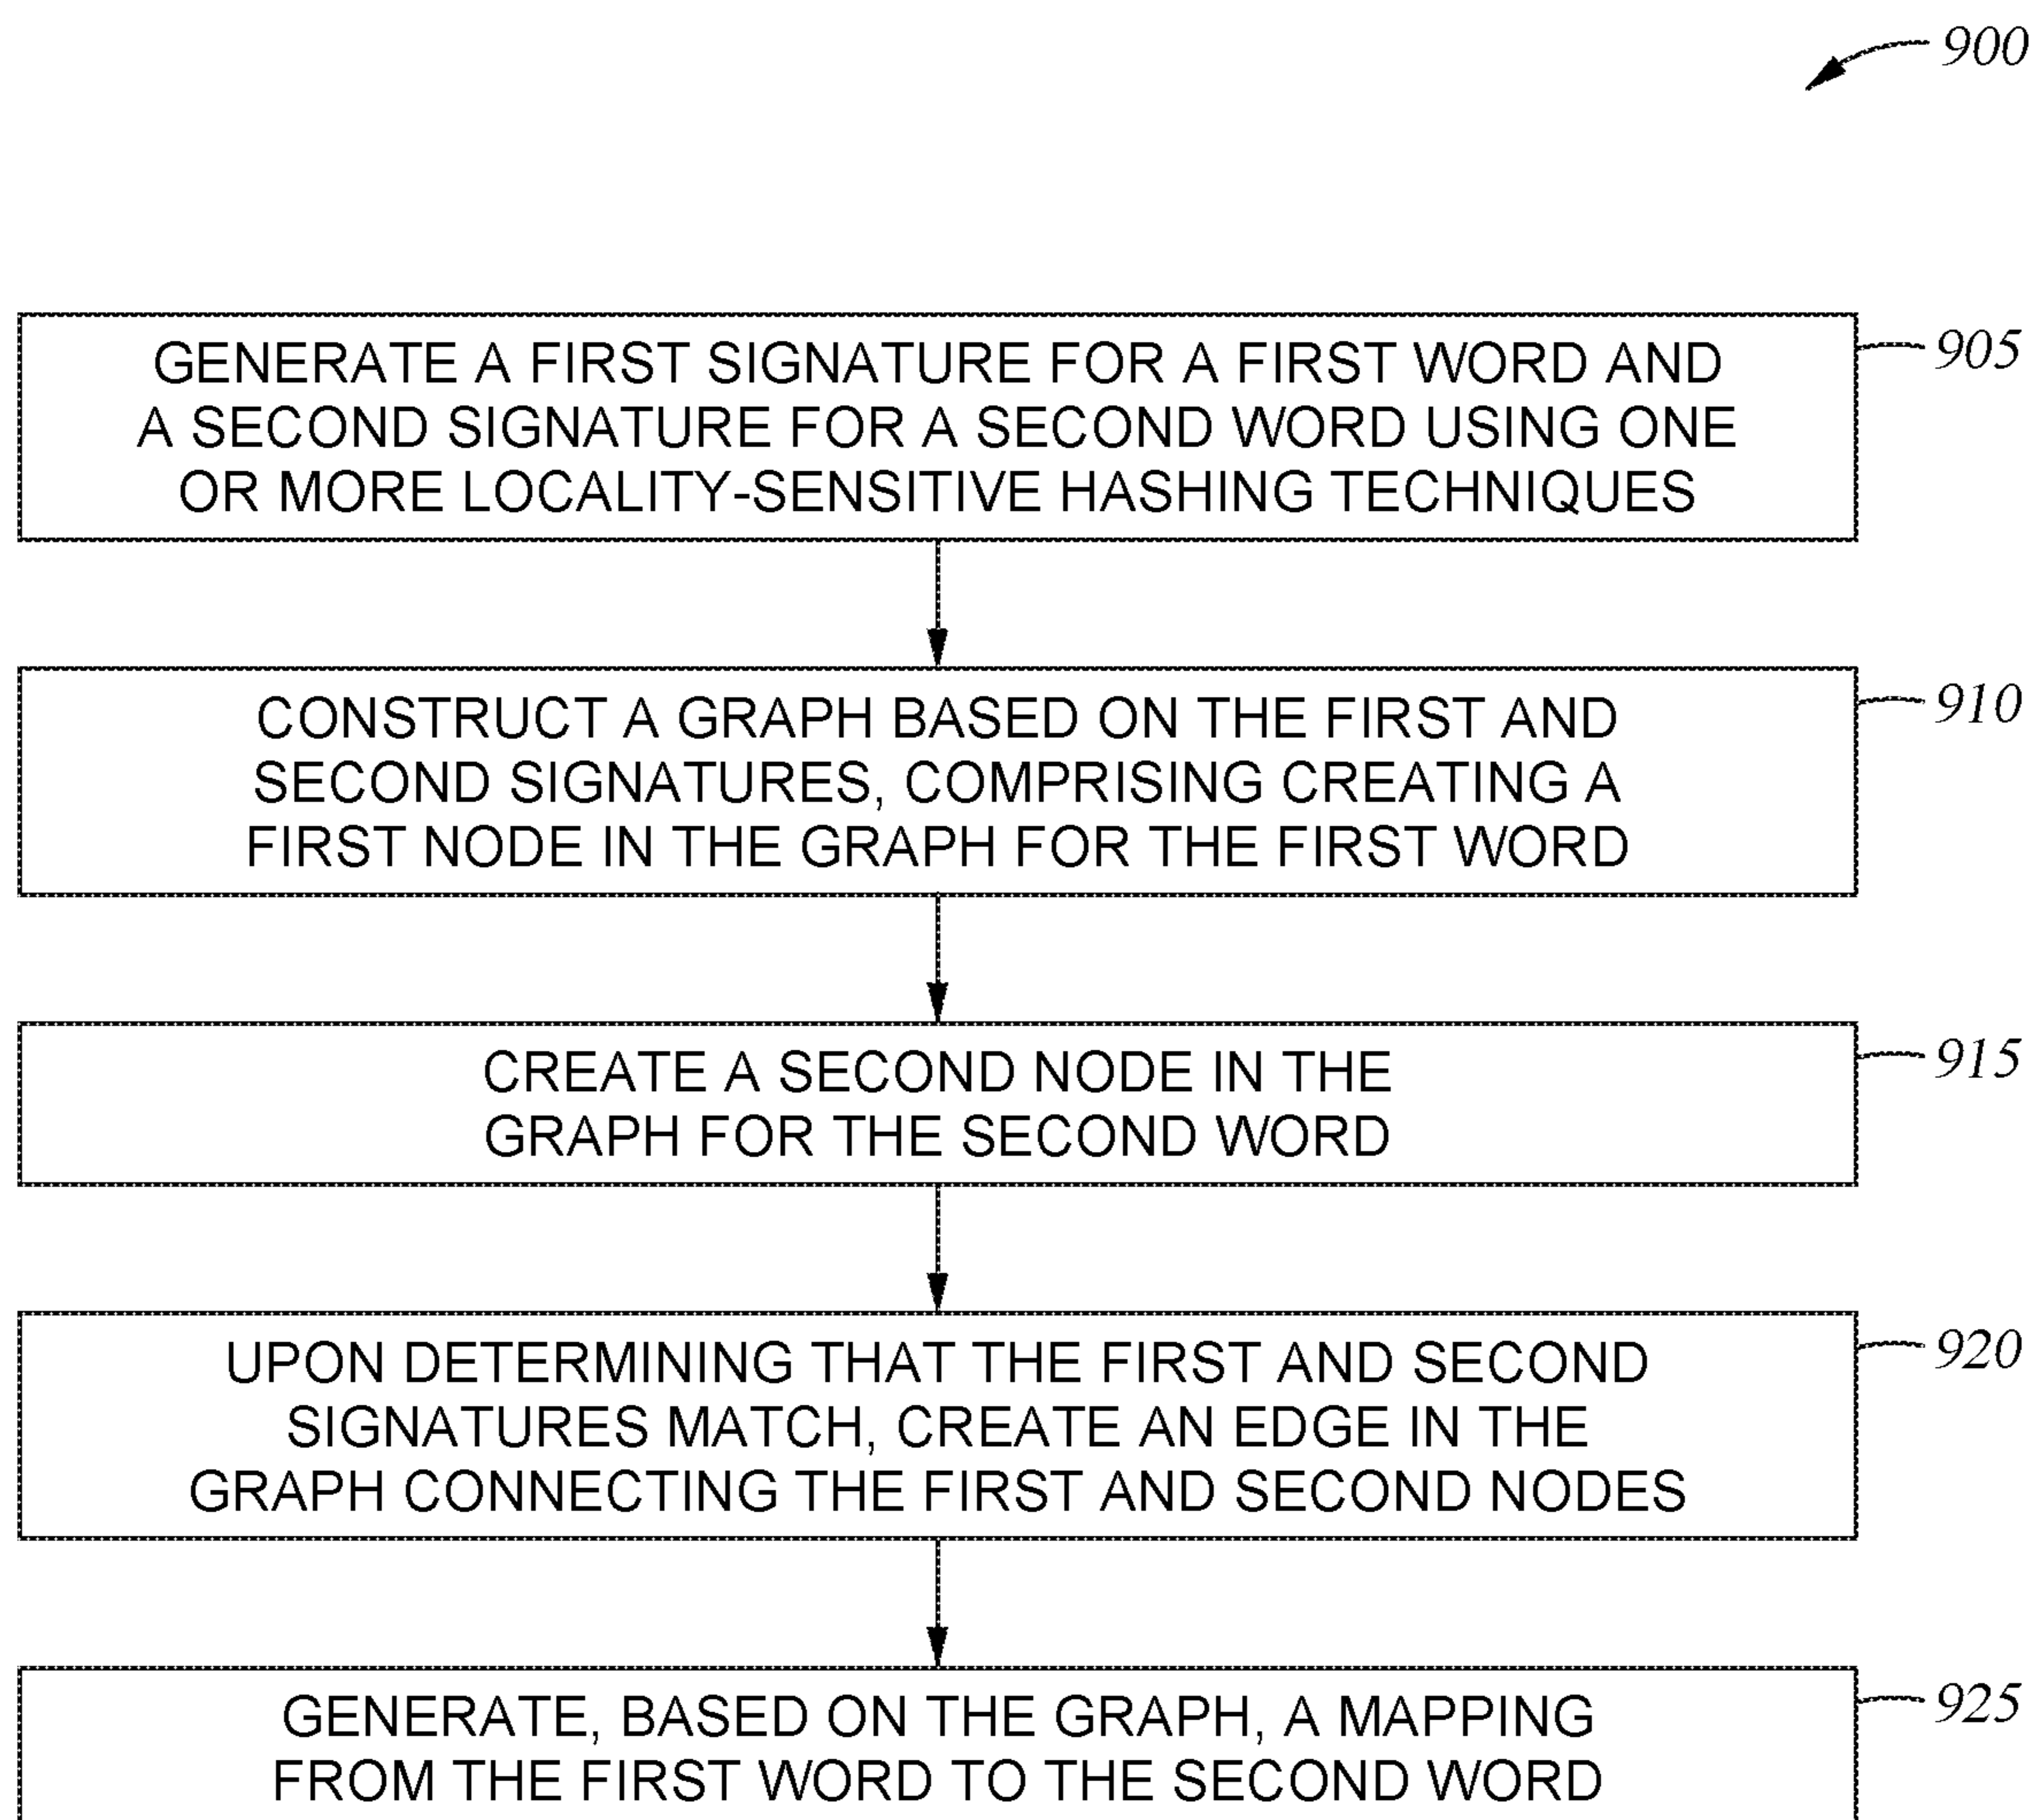 900
GENERATE A FIRST SIGNATURE FOR A FIRST WORD AND
A SECOND SIGNATURE FOR A SECOND WORD USING ONE
OR MORE LOCALITY-SENSITIVE HASHING TECHNIQUES
905
CONSTRUCT A GRAPH BASED ON THE FIRST AND
SECOND SIGNATURES, COMPRISING CREATING A
FIRST NODE IN THE GRAPH FOR THE FIRST WORD
910
CREATE A SECOND NODE IN THE
GRAPH FOR THE SECOND WORD
915
UPON DETERMINING THAT THE FIRST AND SECOND
SIGNATURES MATCH, CREATE AN EDGE IN THE
GRAPH CONNECTING THE FIRST AND SECOND NODES
920
GENERATE, BASED ON THE GRAPH, A MAPPING
FROM THE FIRST WORD TO THE SECOND WORD
925